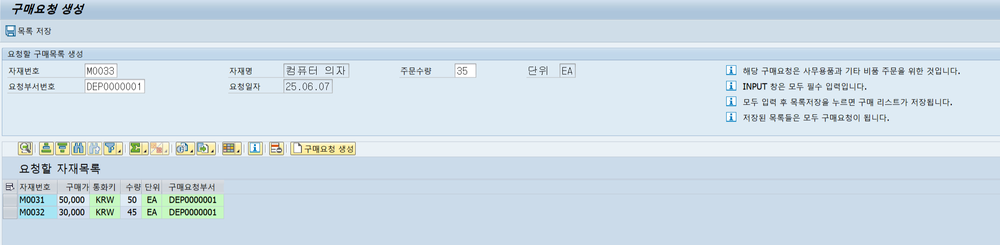 구매요청 생성
목록 저장
요청할 구매목록 생성
자재번호 M0033 자재명 컴퓨터 의자 주문수량 35 단위 EA
요청부서번호 DEP0000001 요청일자 25.06.07
해당 구매요청은 사무용품과 기타 비품 주문을 위한 것입니다.
INPUT 창은 모두 필수 입력입니다.
모두 입력 후 목록저장을 누르면 구매 리스트가 저장됩니다.
저장된 목록들은 모두 구매요청이 됩니다.
구매요청 생성
요청할 자재목록
자재번호 구매가 통화키 수량 단위 구매요청부서
M0031 50,000 KRW 50 EA DEP0000001
M0032 30,000 KRW 45 EA DEP0000001